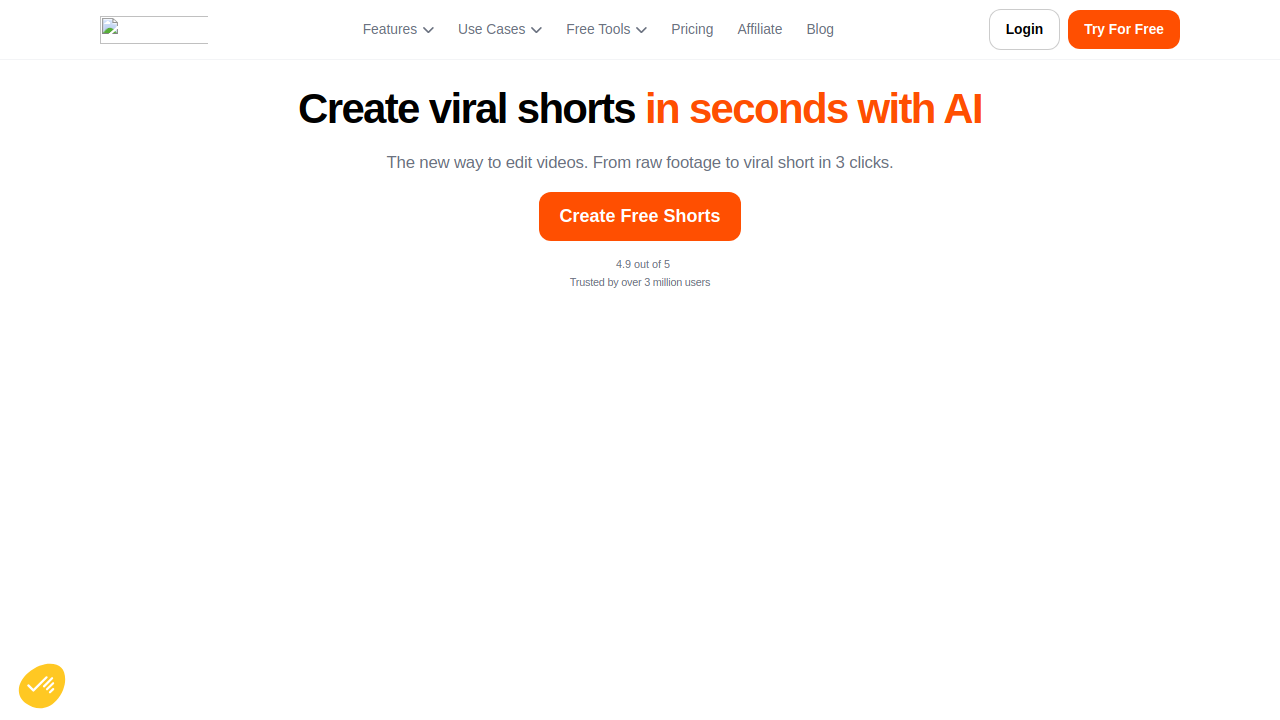 Features
Use Cases
Free Tools
Pricing
Affiliate
Blog
Login
Try For Free
Create viral shorts in seconds with AI
The new way to edit videos. From raw footage to viral short in 3 clicks.
Create Free Shorts
4.9 out of 5
Trusted by over 3 million users